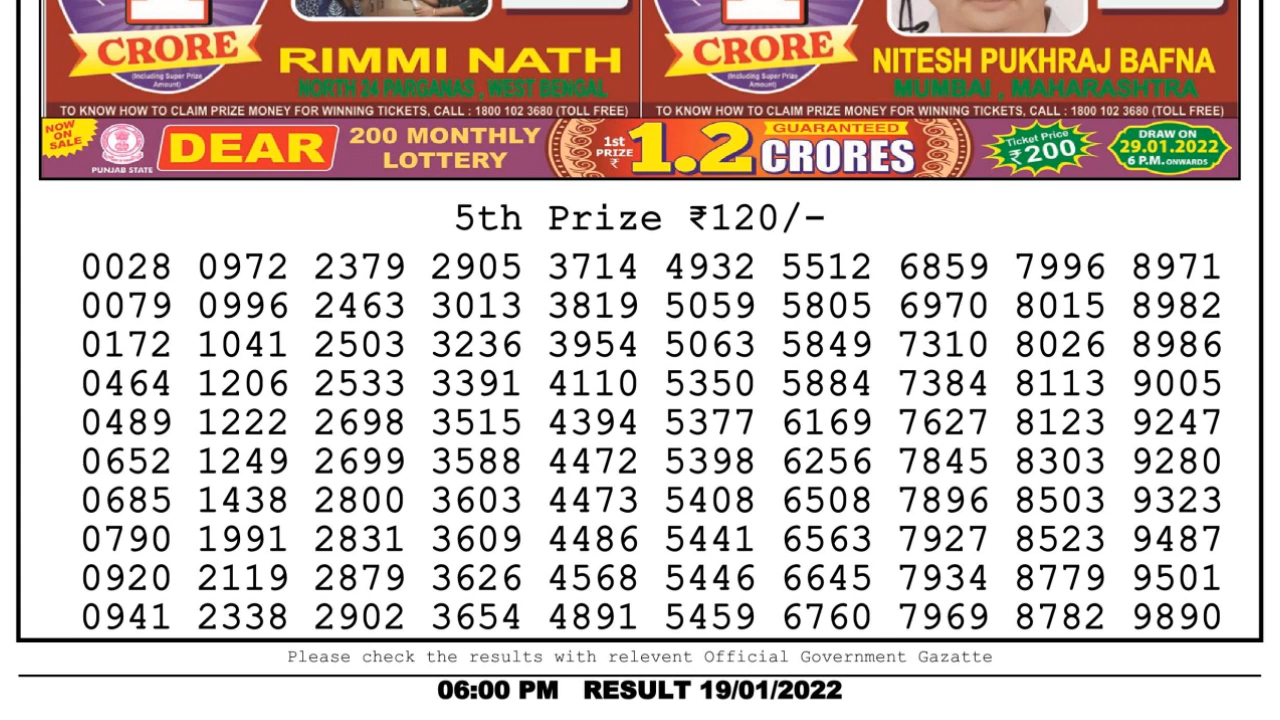 CRORE
(Including Super Prize Amount)
RIMMI NATH
NORTH 24 PARGANAS , WEST BENGAL
TO KNOW HOW TO CLAIM PRIZE MONEY FOR WINNING TICKETS, CALL : 1800 102 3680 (TOLL FREE)
CRORE
(Including Super Prize Amount)
NITESH PUKHRAJ BAFNA
MUMBAI , MAHARASHTRA
TO KNOW HOW TO CLAIM PRIZE MONEY FOR WINNING TICKETS, CALL : 1800 102 3680 (TOLL FREE)
NOW ON SALE
PUNJAB STATE
DEAR
200 MONTHLY
LOTTERY
1st PRIZE ₹
1.2
GUARANTEED
CRORES
Ticket Price
₹200
DRAW ON
29.01.2022
6 P.M. ONWARDS
5th Prize ₹120/-
0028 0972 2379 2905 3714 4932 5512 6859 7996 8971
0079 0996 2463 3013 3819 5059 5805 6970 8015 8982
0172 1041 2503 3236 3954 5063 5849 7310 8026 8986
0464 1206 2533 3391 4110 5350 5884 7384 8113 9005
0489 1222 2698 3515 4394 5377 6169 7627 8123 9247
0652 1249 2699 3588 4472 5398 6256 7845 8303 9280
0685 1438 2800 3603 4473 5408 6508 7896 8503 9323
0790 1991 2831 3609 4486 5441 6563 7927 8523 9487
0920 2119 2879 3626 4568 5446 6645 7934 8779 9501
0941 2338 2902 3654 4891 5459 6760 7969 8782 9890
Please check the results with relevent Official Government Gazatte
06:00 PM RESULT 19/01/2022